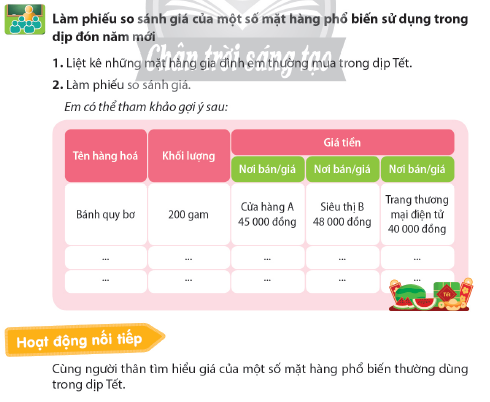 Làm phiếu so sánh giá của một số mặt hàng phổ biến sử dụng trong
dịp đón năm mới
Chân trời sáng tạo
1. Liệt kê những mặt hàng gia đình em thường mua trong dịp Tết.
2. Làm phiếu so sánh giá.
Em có thể tham khảo gợi ý sau:
Tên hàng hoá
Khối lượng
Giá tiền
Nơi bán/giá Nơi bán/giá Nơi bán/giá
Bánh quy bơ
200 gam
Cửa hàng A
45 000 đồng
Siêu thị B
48 000 đồng
Trang thương
mại điện tử
40 000 đồng
... ... ... ... ...
... ... ... ... ...
Tết
Hoạt động nối tiếp
Cùng người thân tìm hiểu giá của một số mặt hàng phổ biến thường dùng
trong dịp Tết.